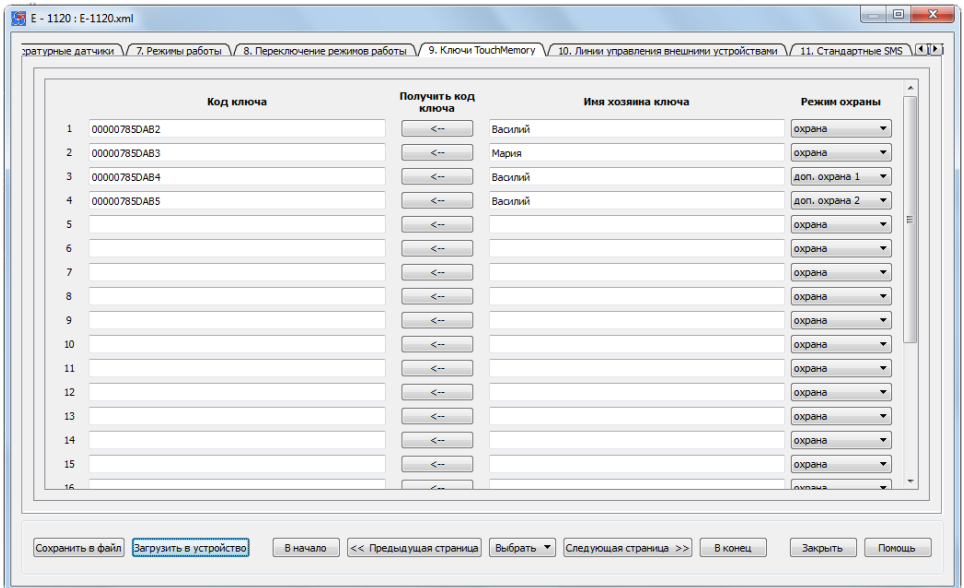 E - 1120 : E-1120.xml
ратурные датчики 7. Режимы работы 8. Переключение режимов работы 9. Ключи TouchMemory 10. Линии управления внешними устройствами 11. Стандартные SMS
Код ключа Получить код ключа Имя хозяина ключа Режим охраны
1 00000785DAB2 <-- Василий охрана
2 00000785DAB3 <-- Мария охрана
3 00000785DAB4 <-- Василий доп. охрана 1
4 00000785DAB5 <-- Василий доп. охрана 2
5 <-- охрана
6 <-- охрана
7 <-- охрана
8 <-- охрана
9 <-- охрана
10 <-- охрана
11 <-- охрана
12 <-- охрана
13 <-- охрана
14 <-- охрана
15 <-- охрана
16 <-- охрана
Сохранить в файл Загрузить в устройство В начало << Предыдущая страница Выбрать Следующая страница >> В конец Закрыть Помощь